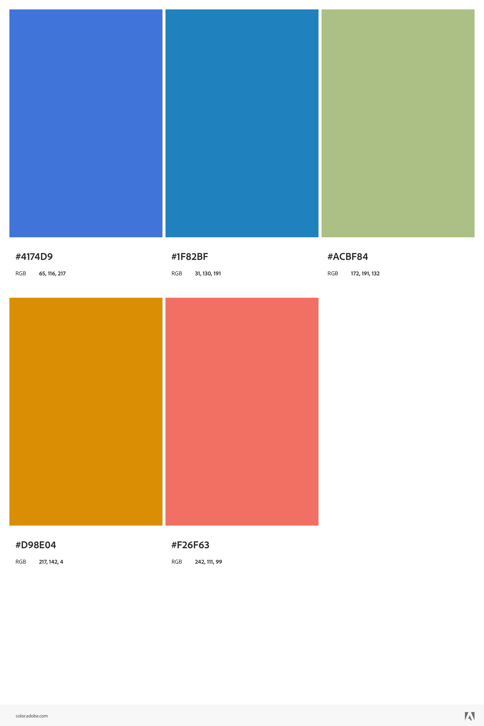 #4174D9 #1F82BF #ACBF84
RGB 65, 116, 217 RGB 31, 130, 191 RGB 172, 191, 132
#D98E04 #F26F63
RGB 217, 142, 4 RGB 242, 111, 99
color.adobe.com